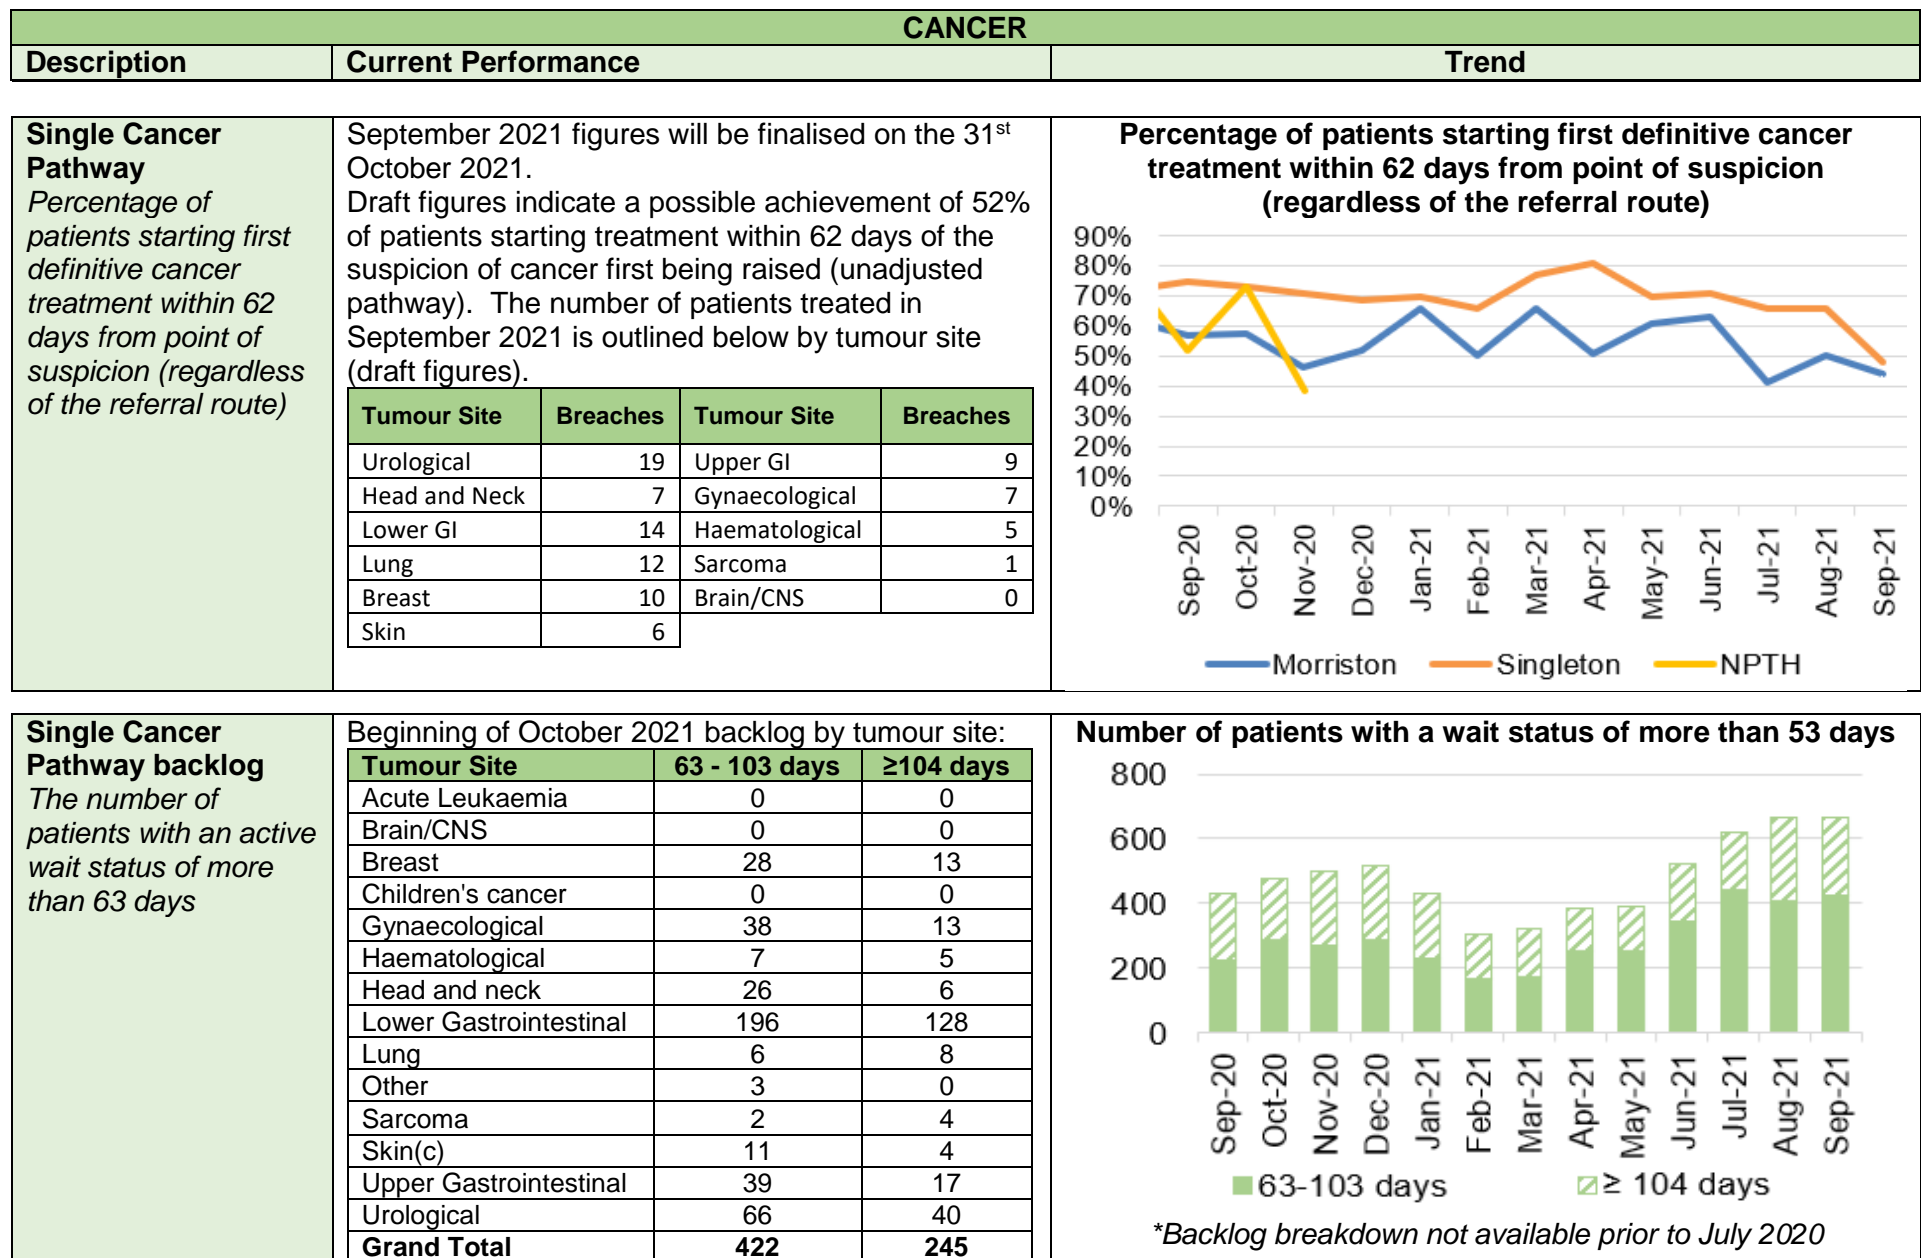 CANCER
Description Current Performance Trend
Single Cancer
Pathway
Percentage of
patients starting first
definitive cancer
treatment within 62
days from point of
suspicion (regardless
of the referral route)
September 2021 figures will be finalised on the 31st
October 2021.
Draft figures indicate a possible achievement of 52%
of patients starting treatment within 62 days of the
suspicion of cancer first being raised (unadjusted
pathway). The number of patients treated in
September 2021 is outlined below by tumour site
(draft figures).
Tumour Site Breaches Tumour Site Breaches
Urological 19 Upper GI 9
Head and Neck 7 Gynaecological 7
Lower GI 14 Haematological 5
Lung 12 Sarcoma 1
Breast 10 Brain/CNS 0
Skin 6
Percentage of patients starting first definitive cancer
treatment within 62 days from point of suspicion
(regardless of the referral route)
90%
80%
70%
60%
50%
40%
30%
20%
10%
0%
Sep-20 Oct-20 Nov-20 Dec-20 Jan-21 Feb-21 Mar-21 Apr-21 May-21 Jun-21 Jul-21 Aug-21 Sep-21
Morriston Singleton NPTH
Single Cancer
Pathway backlog
The number of
patients with an active
wait status of more
than 63 days
Beginning of October 2021 backlog by tumour site:
Tumour Site 63 - 103 days ≥104 days
Acute Leukaemia 0 0
Brain/CNS 0 0
Breast 28 13
Children's cancer 0 0
Gynaecological 38 13
Haematological 7 5
Head and neck 26 6
Lower Gastrointestinal 196 128
Lung 6 8
Other 3 0
Sarcoma 2 4
Skin(c) 11 4
Upper Gastrointestinal 39 17
Urological 66 40
Grand Total 422 245
Number of patients with a wait status of more than 53 days
800
600
400
200
0
Sep-20 Oct-20 Nov-20 Dec-20 Jan-21 Feb-21 Mar-21 Apr-21 May-21 Jun-21 Jul-21 Aug-21 Sep-21
63-103 days ≥ 104 days
*Backlog breakdown not available prior to July 2020